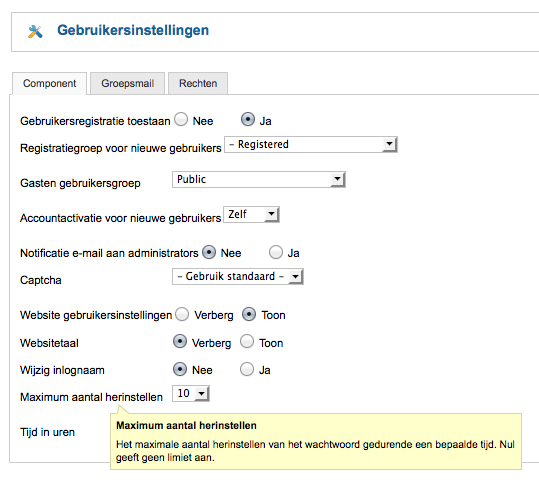 Gebruikersinstellingen
Component Groepsmail Rechten
Gebruikersregistratie toestaan Nee Ja
Registratiegroep voor nieuwe gebruikers - Registered
Gasten gebruikersgroep Public
Accountactivatie voor nieuwe gebruikers Zelf
Notificatie e-mail aan administrators Nee Ja
Captcha - Gebruik standaard -
Website gebruikersinstellingen Verberg Toon
Websitetaal Verberg Toon
Wijzig inlognaam Nee Ja
Maximum aantal herinstellen 10
Tijd in uren
Maximum aantal herinstellen
Het maximale aantal herinstellen van het wachtwoord gedurende een bepaalde tijd. Nul
geeft geen limiet aan.